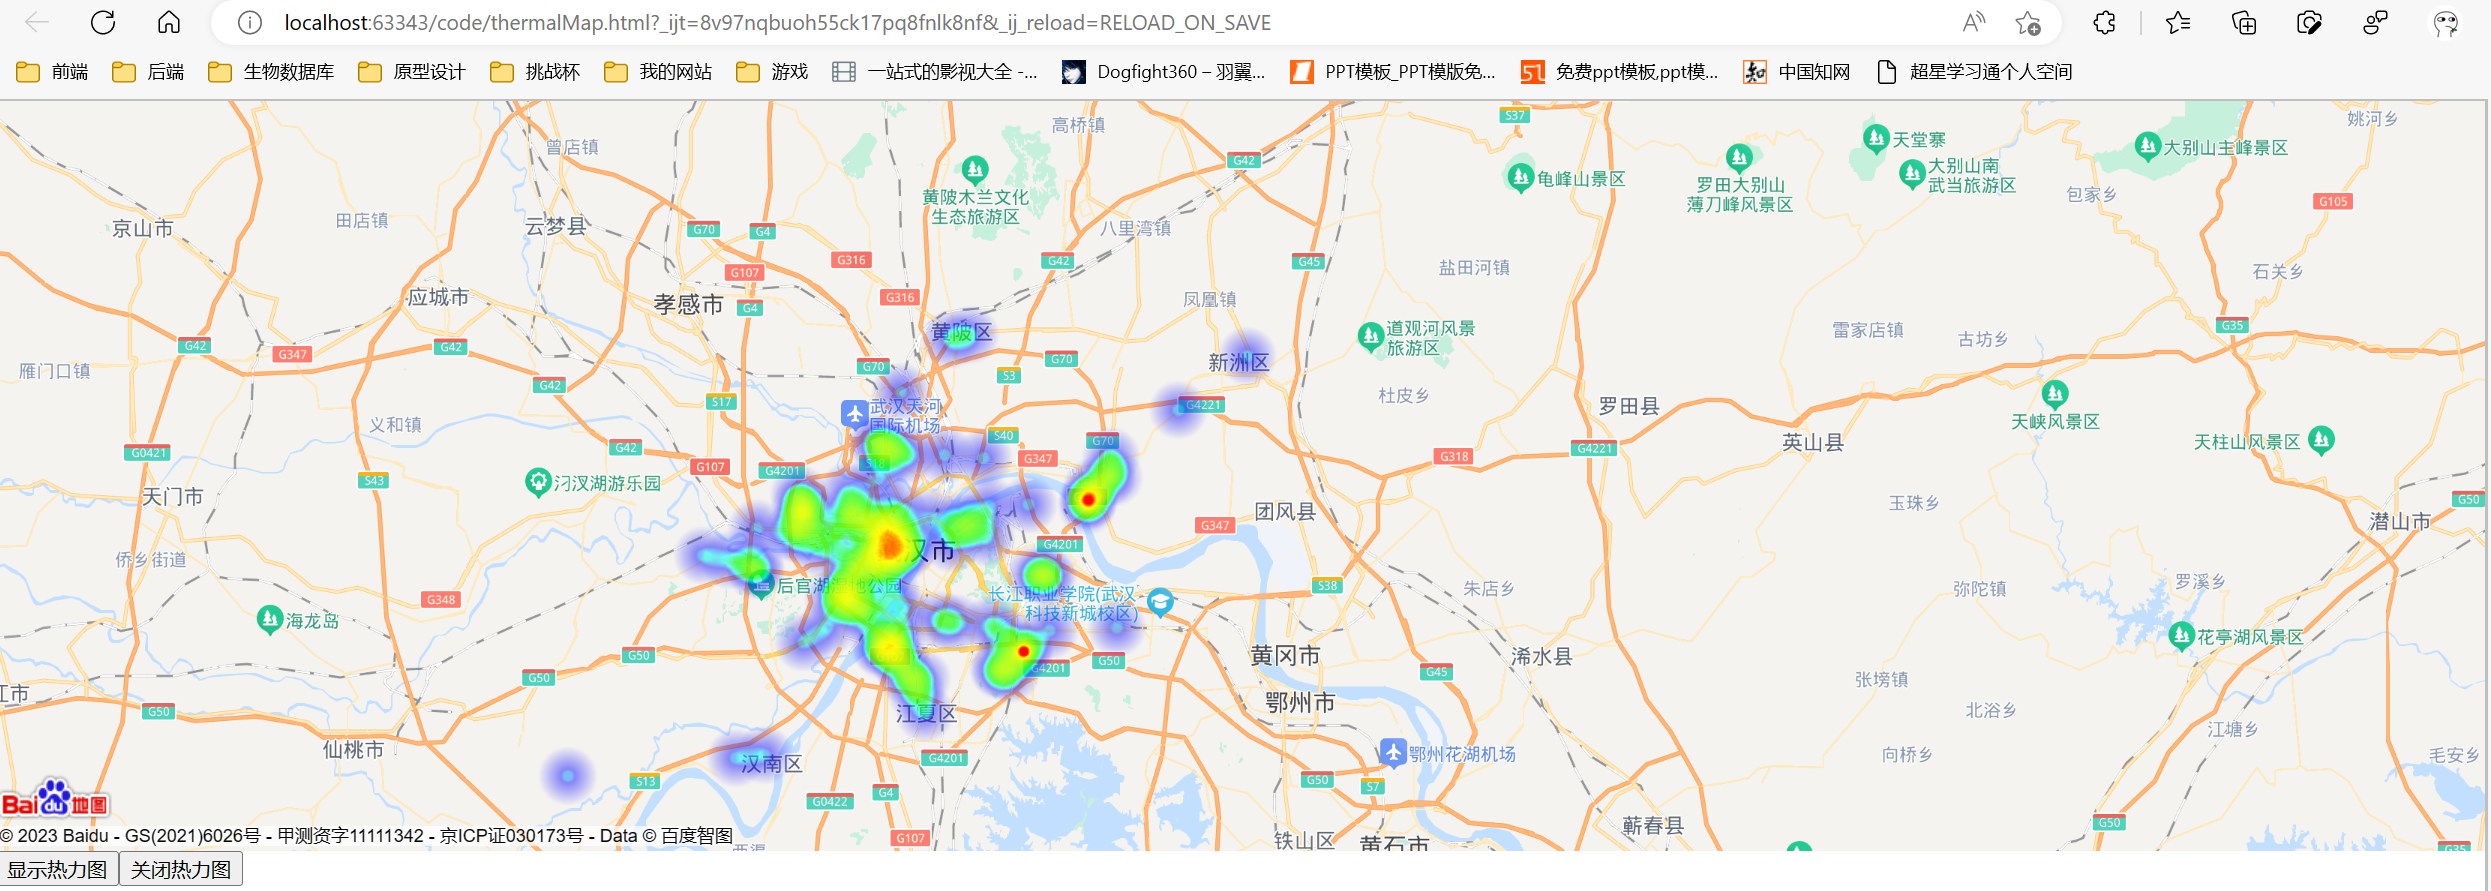 localhost:63343/code/thermalMap.html?_ijt=8v97nqbuoh55ck17pq8fnlk8nf&_ij_reload=RELOAD_ON_SAVE
前端 后端 生物数据库 原型设计 挑战杯 我的网站 游戏 一站式的影视大全 -... Dogfight360 – 羽翼... PPT模板_PPT模版免... 免费ppt模板,ppt模... 中国知网 超星学习通个人空间
S37
高桥镇
姚河乡
天堂寨
曾店镇
大别山主峰景区
G42
大别山南
武当旅游区
龟峰山景区
罗田大别山
薄刀峰风景区
黄陂木兰文化
生态旅游区
包家乡
G105
田店镇
云梦县
京山市
八里湾镇
G70
G4
G316
G42
G45
盐田河镇
石关乡
G107
应城市
孝感市
G4
G316
凤凰镇
G35
黄陂区
道观河风景
旅游区
雷家店镇
古坊乡
G42
G347
G42
新洲区
G70
G70
雁门口镇
S3
G42
S17
杜皮乡
G4221
罗田县
武汉天河
国际机场
天峡风景区
义和镇
S40
G70
英山县
天柱山风景区
G42
G4221
G0421
G107
G4201
G347
G318
S43
汈汊湖游乐园
天门市
G50
玉珠乡
团风县
潜山市
G347
汉市
G4201
侨乡街道
后官湖湿地公园
S38
朱店乡
弥陀镇
罗溪乡
长江职业学院(武汉
科技新城校区)
G348
海龙岛
花亭湖风景区
G50
黄冈市
浠水县
G50
G4201
G45
G50
张塝镇
江市
鄂州市
G50
江夏区
北浴乡
江塘乡
仙桃市
G4201
鄂州花湖机场
向桥乡
毛安乡
汉南区
S13
G50
S7
G4
G0422
Bai du 地图
G50
蕲春县
© 2023 Baidu - GS(2021)6026号 - 甲测资字11111342 - 京ICP证030173号 - Data © 百度智图
G107
铁山区
黄石市
G35
显示热力图 关闭热力图